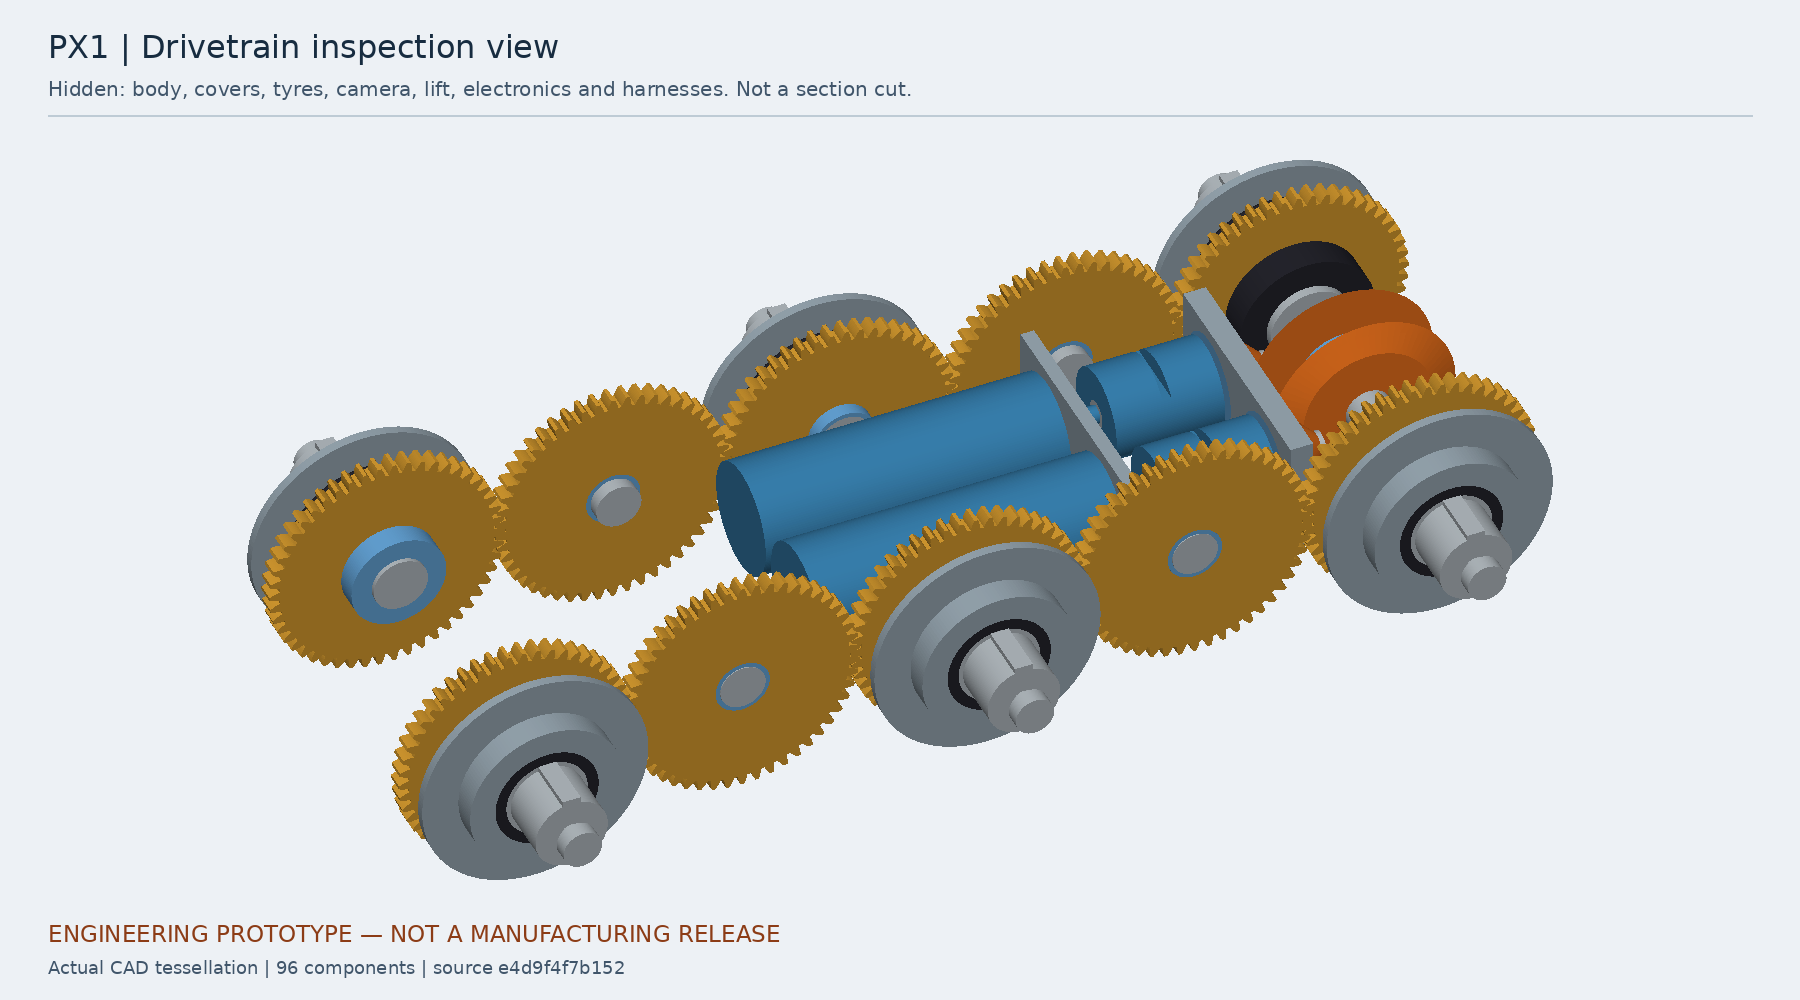 PX1 | Drivetrain inspection view
Hidden: body, covers, tyres, camera, lift, electronics and harnesses. Not a section cut.
ENGINEERING PROTOTYPE — NOT A MANUFACTURING RELEASE
Actual CAD tessellation | 96 components | source e4d9f4f7b152